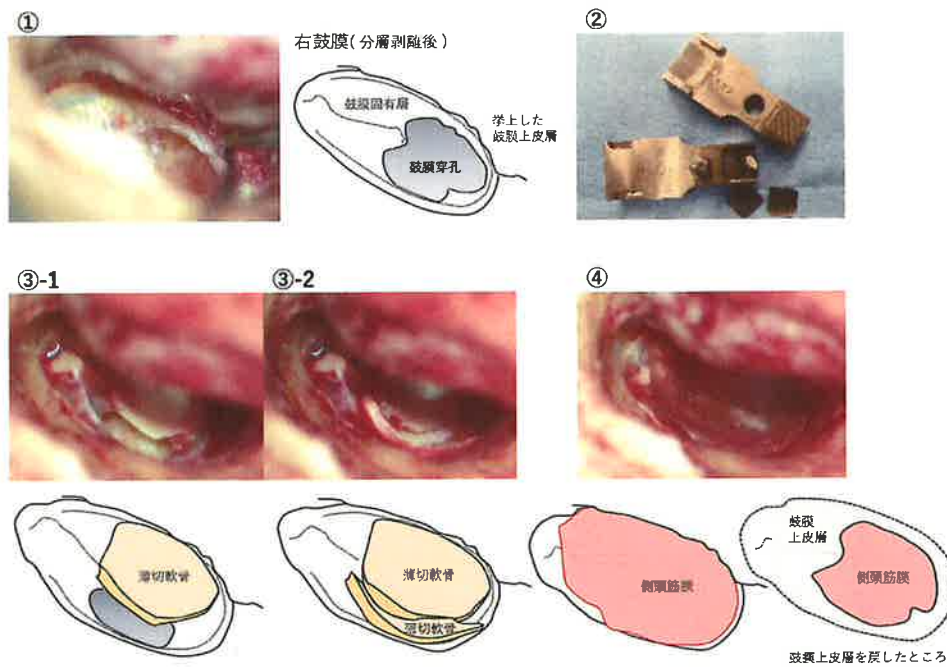 ①
右鼓膜(分層剥離後)
鼓膜固有層
挙上した
鼓膜上皮層
鼓膜穿孔
②
③-1
③-2
④
薄切軟骨
薄切軟骨
薄切軟骨
側頭筋膜
鼓膜
上皮層
側頭筋膜
鼓膜上皮層を戻したところ